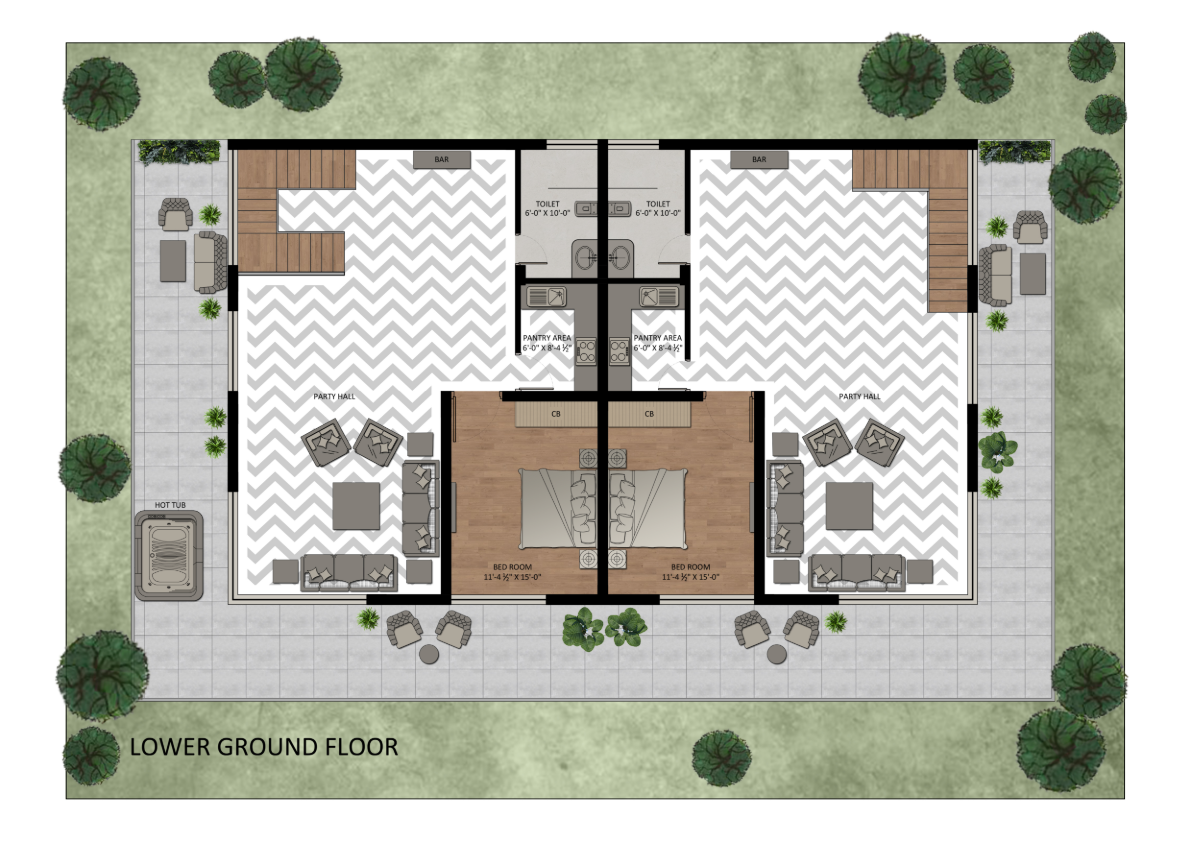 BAR
BAR
TOILET
6'-0" X 10'-0"
TOILET
6'-0" X 10'-0"
PANTRY AREA
6'-0" X 8'-4 ½"
PANTRY AREA
6'-0" X 8'-4 ½"
PARTY HALL
PARTY HALL
CB
CB
HOT TUB
BED ROOM
11'-4 ½" X 15'-0"
BED ROOM
11'-4 ½" X 15'-0"
LOWER GROUND FLOOR